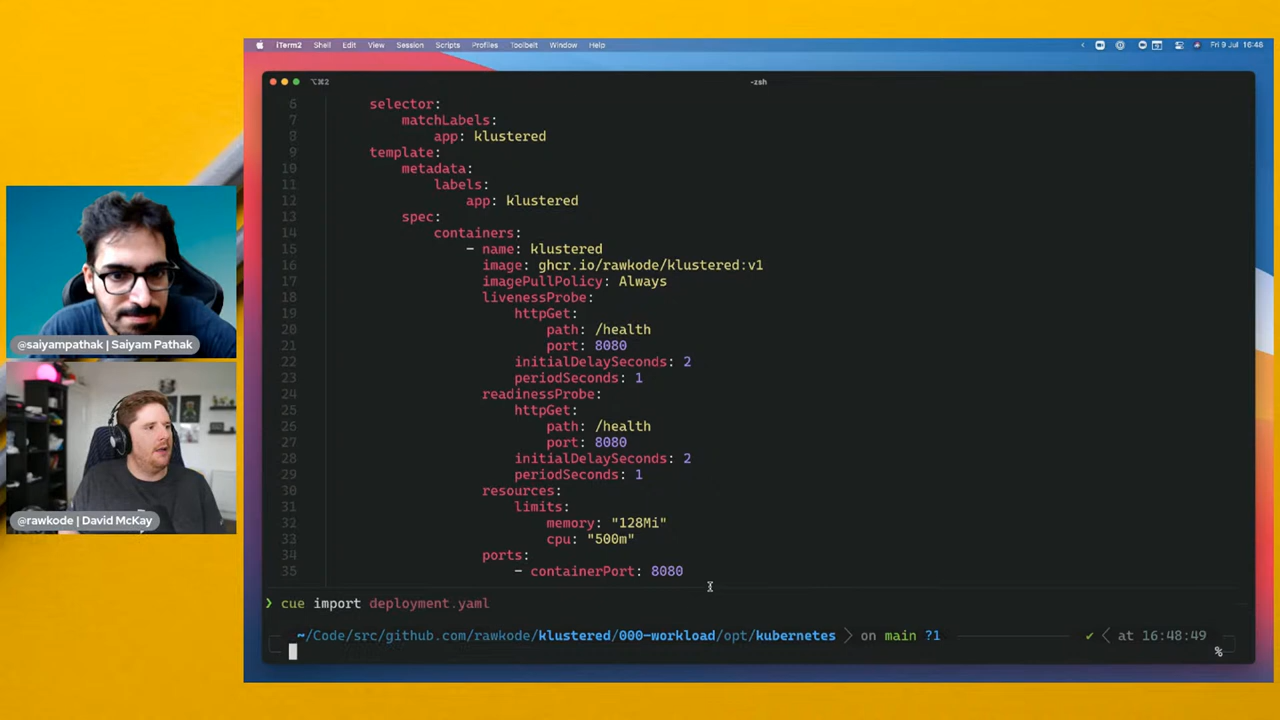 iTerm2 Shell Edit View Session Scripts Profiles Toolbelt Window Help
Fri 9 Jul 16:48
⌥⌘2
-zsh
6 selector:
7 matchLabels:
8 app: klustered
9 template:
10 metadata:
11 labels:
12 app: klustered
13 spec:
14 containers:
15 - name: klustered
16 image: ghcr.io/rawkode/klustered:v1
17 imagePullPolicy: Always
18 livenessProbe:
19 httpGet:
20 path: /health
21 port: 8080
22 initialDelaySeconds: 2
23 periodSeconds: 1
24 readinessProbe:
25 httpGet:
26 path: /health
27 port: 8080
28 initialDelaySeconds: 2
29 periodSeconds: 1
30 resources:
31 limits:
32 memory: "128Mi"
33 cpu: "500m"
34 ports:
35 - containerPort: 8080
❯ cue import deployment.yaml
~/Code/src/github.com/rawkode/klustered/000-workload/opt/kubernetes on main ?1 ✔ at 16:48:49
%
@saiyampathak | Saiyam Pathak
@rawkode | David McKay